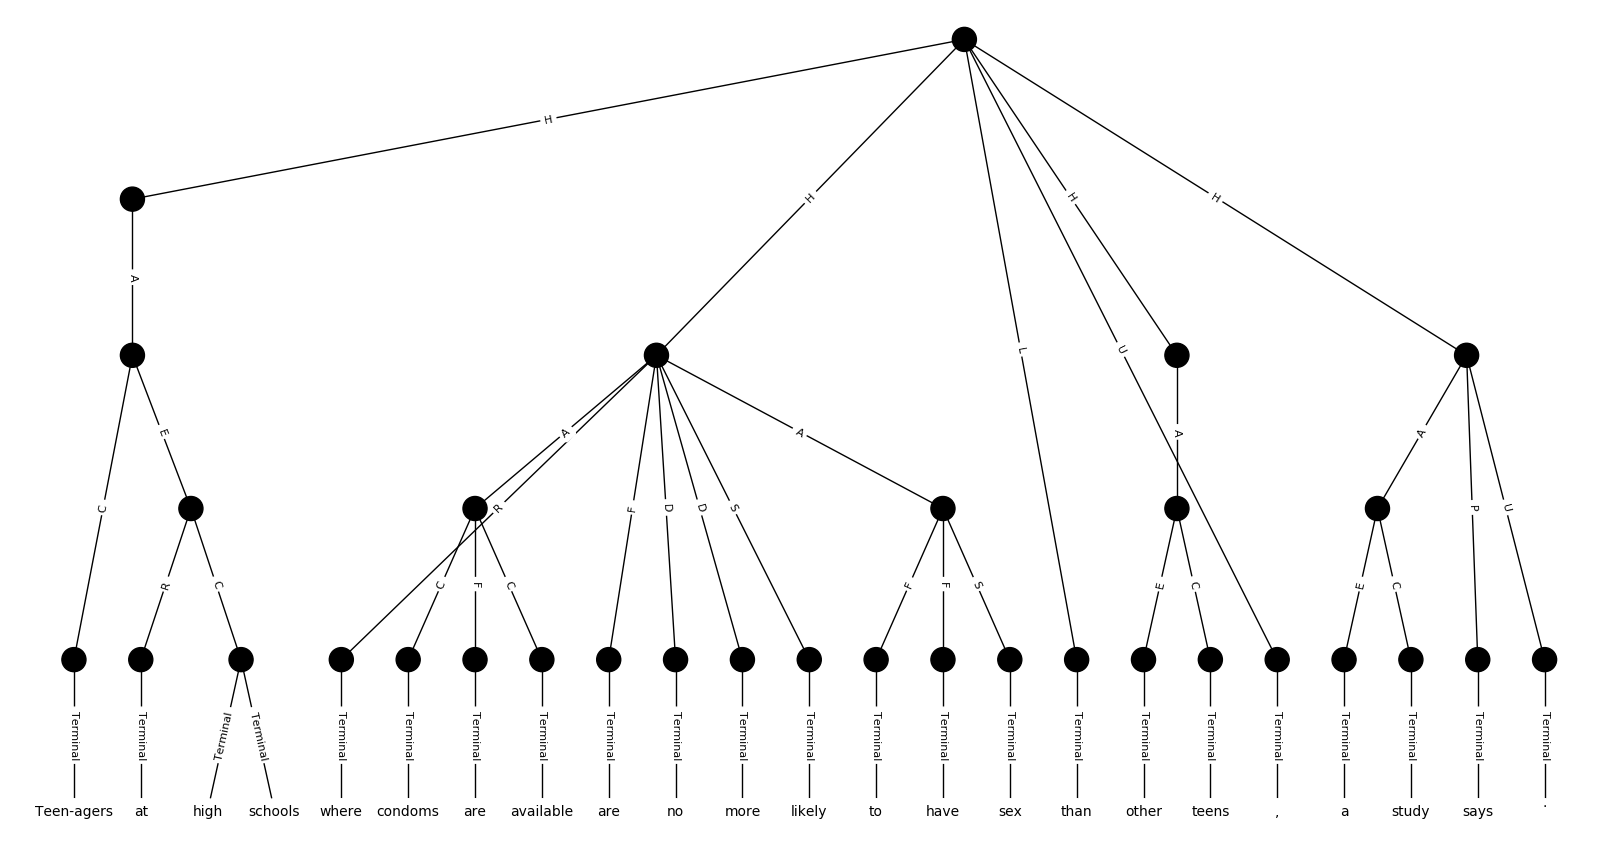 H
H H H
A
L U
A E A A A
C R F D D S P U
R C C F C F F S E C E C
Terminal Terminal Terminal Terminal Terminal Terminal Terminal Terminal Terminal Terminal Terminal Terminal Terminal Terminal Terminal Terminal Terminal Terminal Terminal Terminal Terminal Terminal Terminal
Teen-agers at high schools where condoms are available are no more likely to have sex than other teens , a study says .